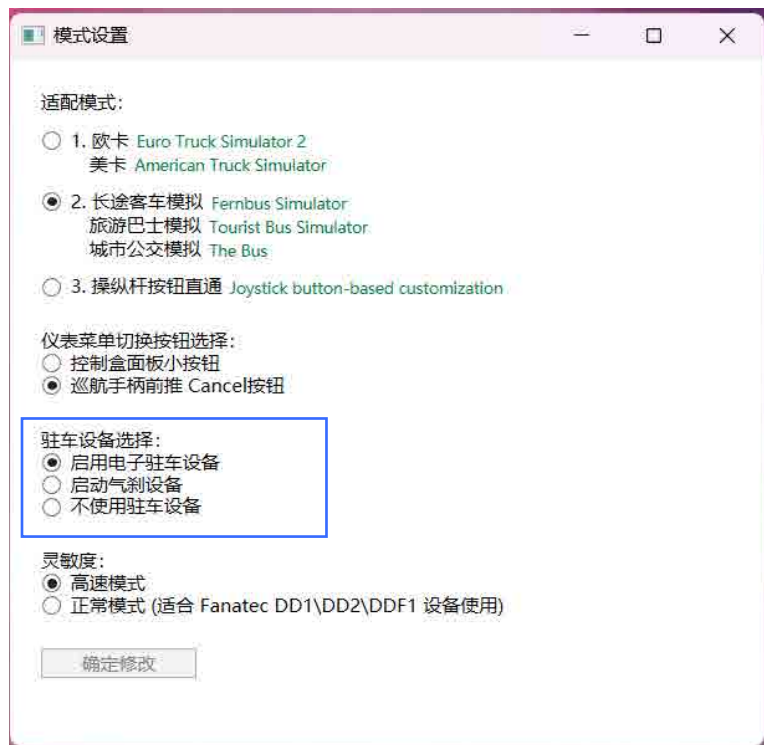 模式设置
适配模式：
1. 欧卡 Euro Truck Simulator 2
美卡 American Truck Simulator
2. 长途客车模拟 Fernbus Simulator
旅游巴士模拟 Tourist Bus Simulator
城市公交模拟 The Bus
3. 操纵杆按钮直通 Joystick button-based customization
仪表菜单切换按钮选择：
控制盒面板小按钮
巡航手柄前推 Cancel按钮
驻车设备选择：
启用电子驻车设备
启动气刹设备
不使用驻车设备
灵敏度：
高速模式
正常模式 (适合 Fanatec DD1\DD2\DDF1 设备使用)
确定修改